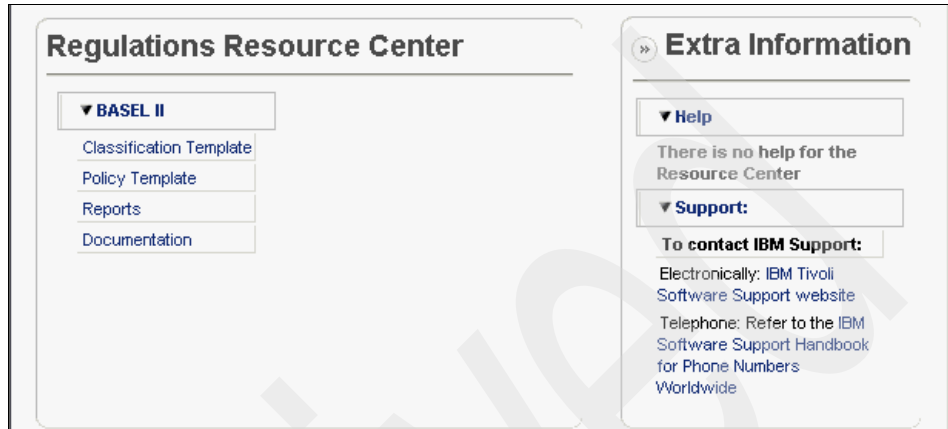 Regulations Resource Center
BASEL II
Classification Template
Policy Template
Reports
Documentation
Extra Information
Help
There is no help for the
Resource Center
Support:
To contact IBM Support:
Electronically: IBM Tivoli
Software Support website
Telephone: Refer to the IBM
Software Support Handbook
for Phone Numbers
Worldwide